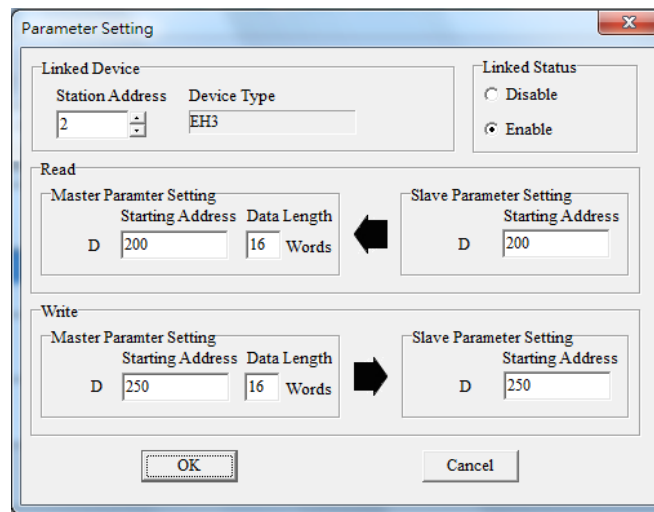 Parameter Setting
Linked Device
Linked Status
Station Address Device Type
2 EH3
Disable
Enable
Read
Master Paramter Setting
Starting Address Data Length
D 200 16 Words
Slave Parameter Setting
Starting Address
D 200
Write
Master Paramter Setting
Starting Address Data Length
D 250 16 Words
Slave Parameter Setting
Starting Address
D 250
OK Cancel